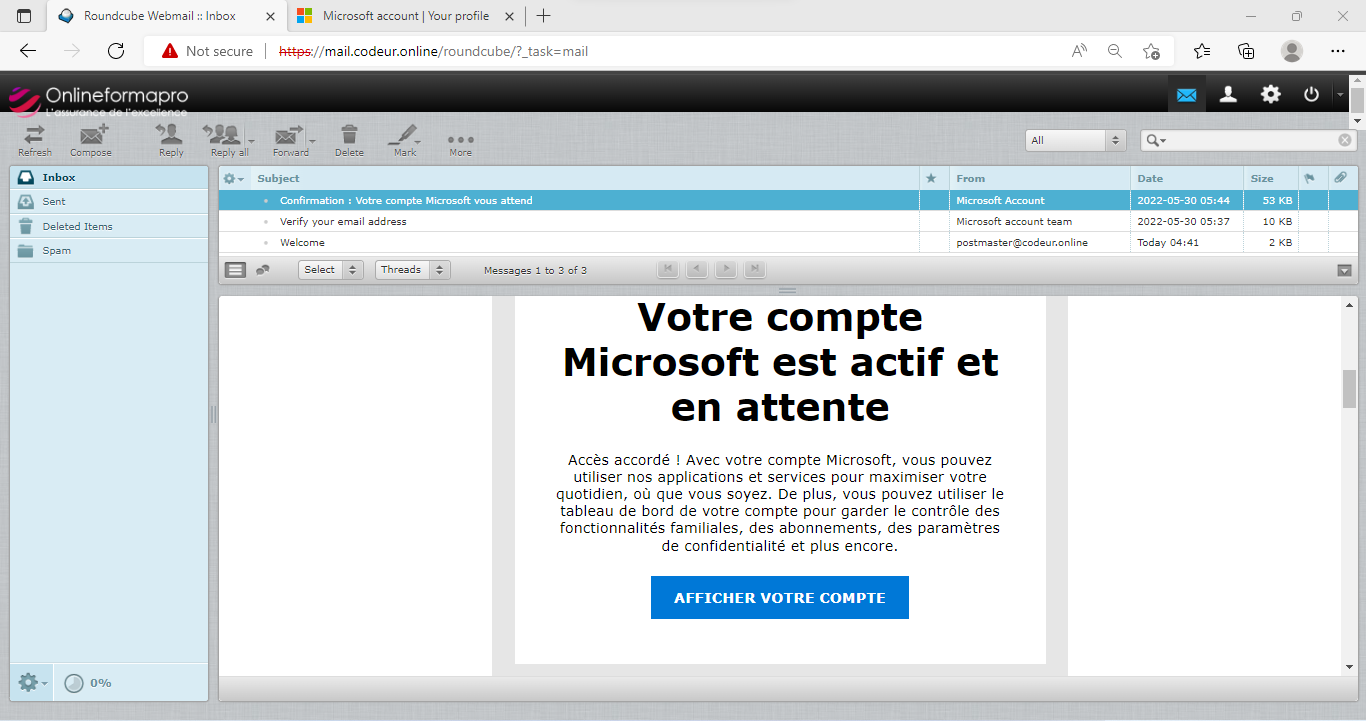 Roundcube Webmail :: Inbox
Microsoft account | Your profile
Not secure
https://mail.codeur.online/roundcube/?_task=mail
Onlineformapro
L'assurance de l'excellence
Refresh Compose Reply Reply all Forward Delete Mark More
All
Inbox
Sent
Deleted Items
Spam
Subject From Date Size
Confirmation : Votre compte Microsoft vous attend Microsoft Account 2022-05-30 05:44 53 KB
Verify your email address Microsoft account team 2022-05-30 05:37 10 KB
Welcome postmaster@codeur.online Today 04:41 2 KB
Select Threads Messages 1 to 3 of 3
Votre compte
Microsoft est actif et
en attente
Accès accordé ! Avec votre compte Microsoft, vous pouvez
utiliser nos applications et services pour maximiser votre
quotidien, où que vous soyez. De plus, vous pouvez utiliser le
tableau de bord de votre compte pour garder le contrôle des
fonctionnalités familiales, des abonnements, des paramètres
de confidentialité et plus encore.
AFFICHER VOTRE COMPTE
0%